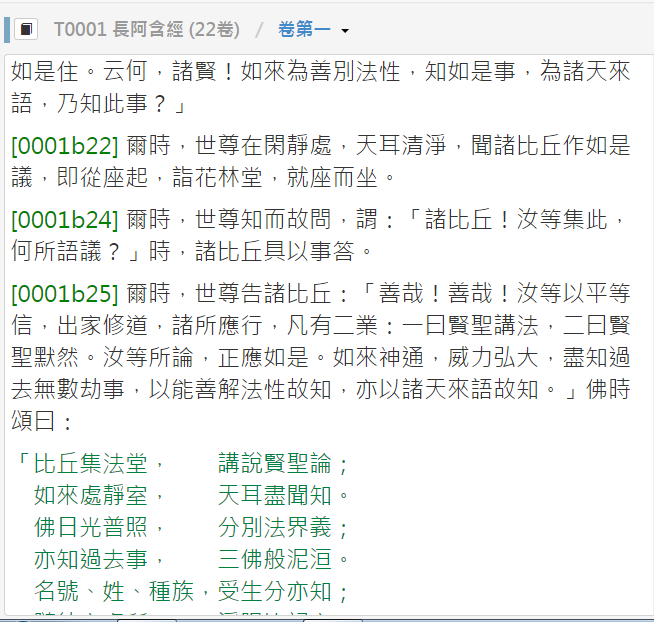 T0001 長阿含經 (22卷) / 卷第一
如是住。云何，諸賢！如來為善別法性，知如是事，為諸天來
語，乃知此事？」
[0001b22] 爾時，世尊在閑靜處，天耳清淨，聞諸比丘作如是
議，即從座起，詣花林堂，就座而坐。
[0001b24] 爾時，世尊知而故問，謂：「諸比丘！汝等集此，
何所語議？」時，諸比丘具以事答。
[0001b25] 爾時，世尊告諸比丘：「善哉！善哉！汝等以平等
信，出家修道，諸所應行，凡有二業：一曰賢聖講法，二曰賢
聖默然。汝等所論，正應如是。如來神通，威力弘大，盡知過
去無數劫事，以能善解法性故知，亦以諸天來語故知。」佛時
頌曰：
「比丘集法堂，　　講說賢聖論；
如來處靜室，　　天耳盡聞知。
佛日光普照，　　分別法界義；
亦知過去事，　　三佛般泥洹。
名號、姓、種族，受生分亦知；